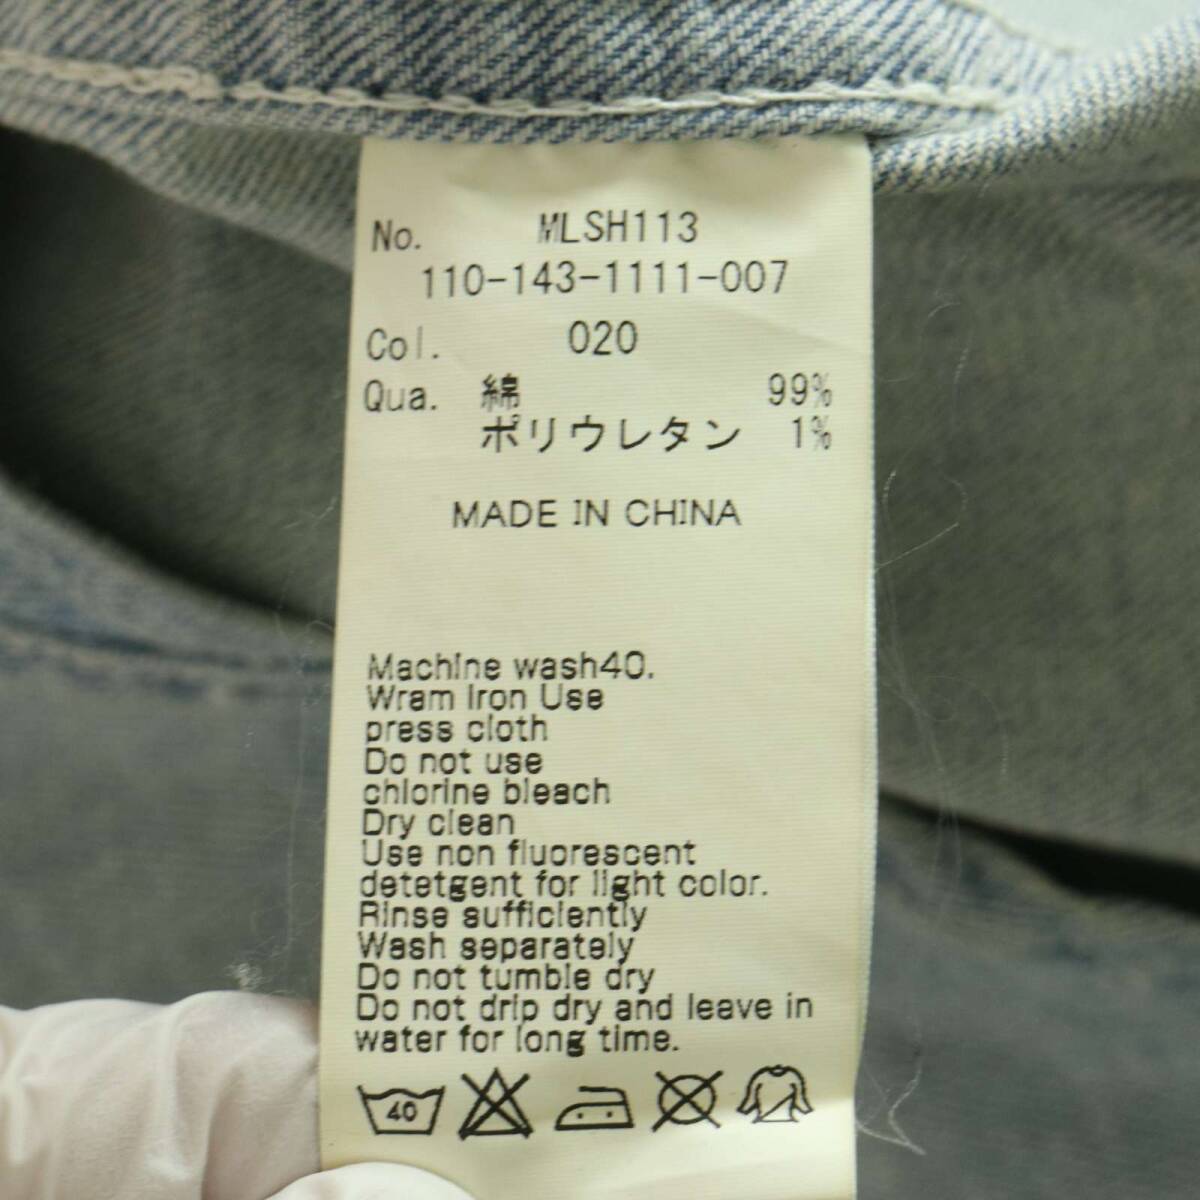 No. MLSH113
110-143-1111-007
Col. 020
Qua. 綿 99%
ポリウレタン 1%
MADE IN CHINA
Machine wash40.
Wram Iron Use
press cloth
Do not use
chlorine bleach
Dry clean
Use non fluorescent
detetgent for light color.
Rinse sufficiently
Wash separately
Do not tumble dry
Do not drip dry and leave in
water for long time.
40